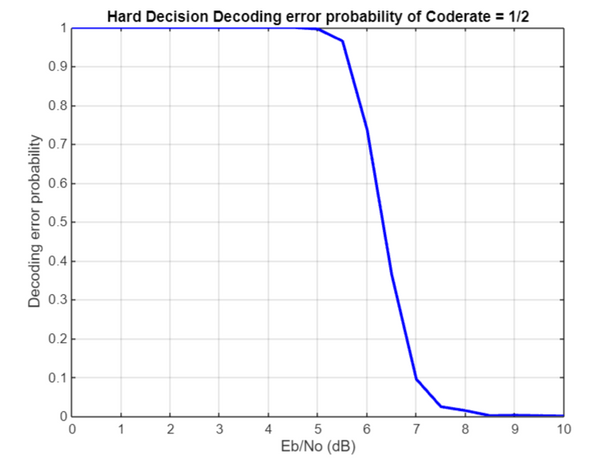 Hard Decision Decoding error probability of Coderate = 1/2
1
0.9
0.8
0.7
0.6
0.5
0.4
0.3
0.2
0.1
0
Decoding error probability
0 1 2 3 4 5 6 7 8 9 10
Eb/No (dB)